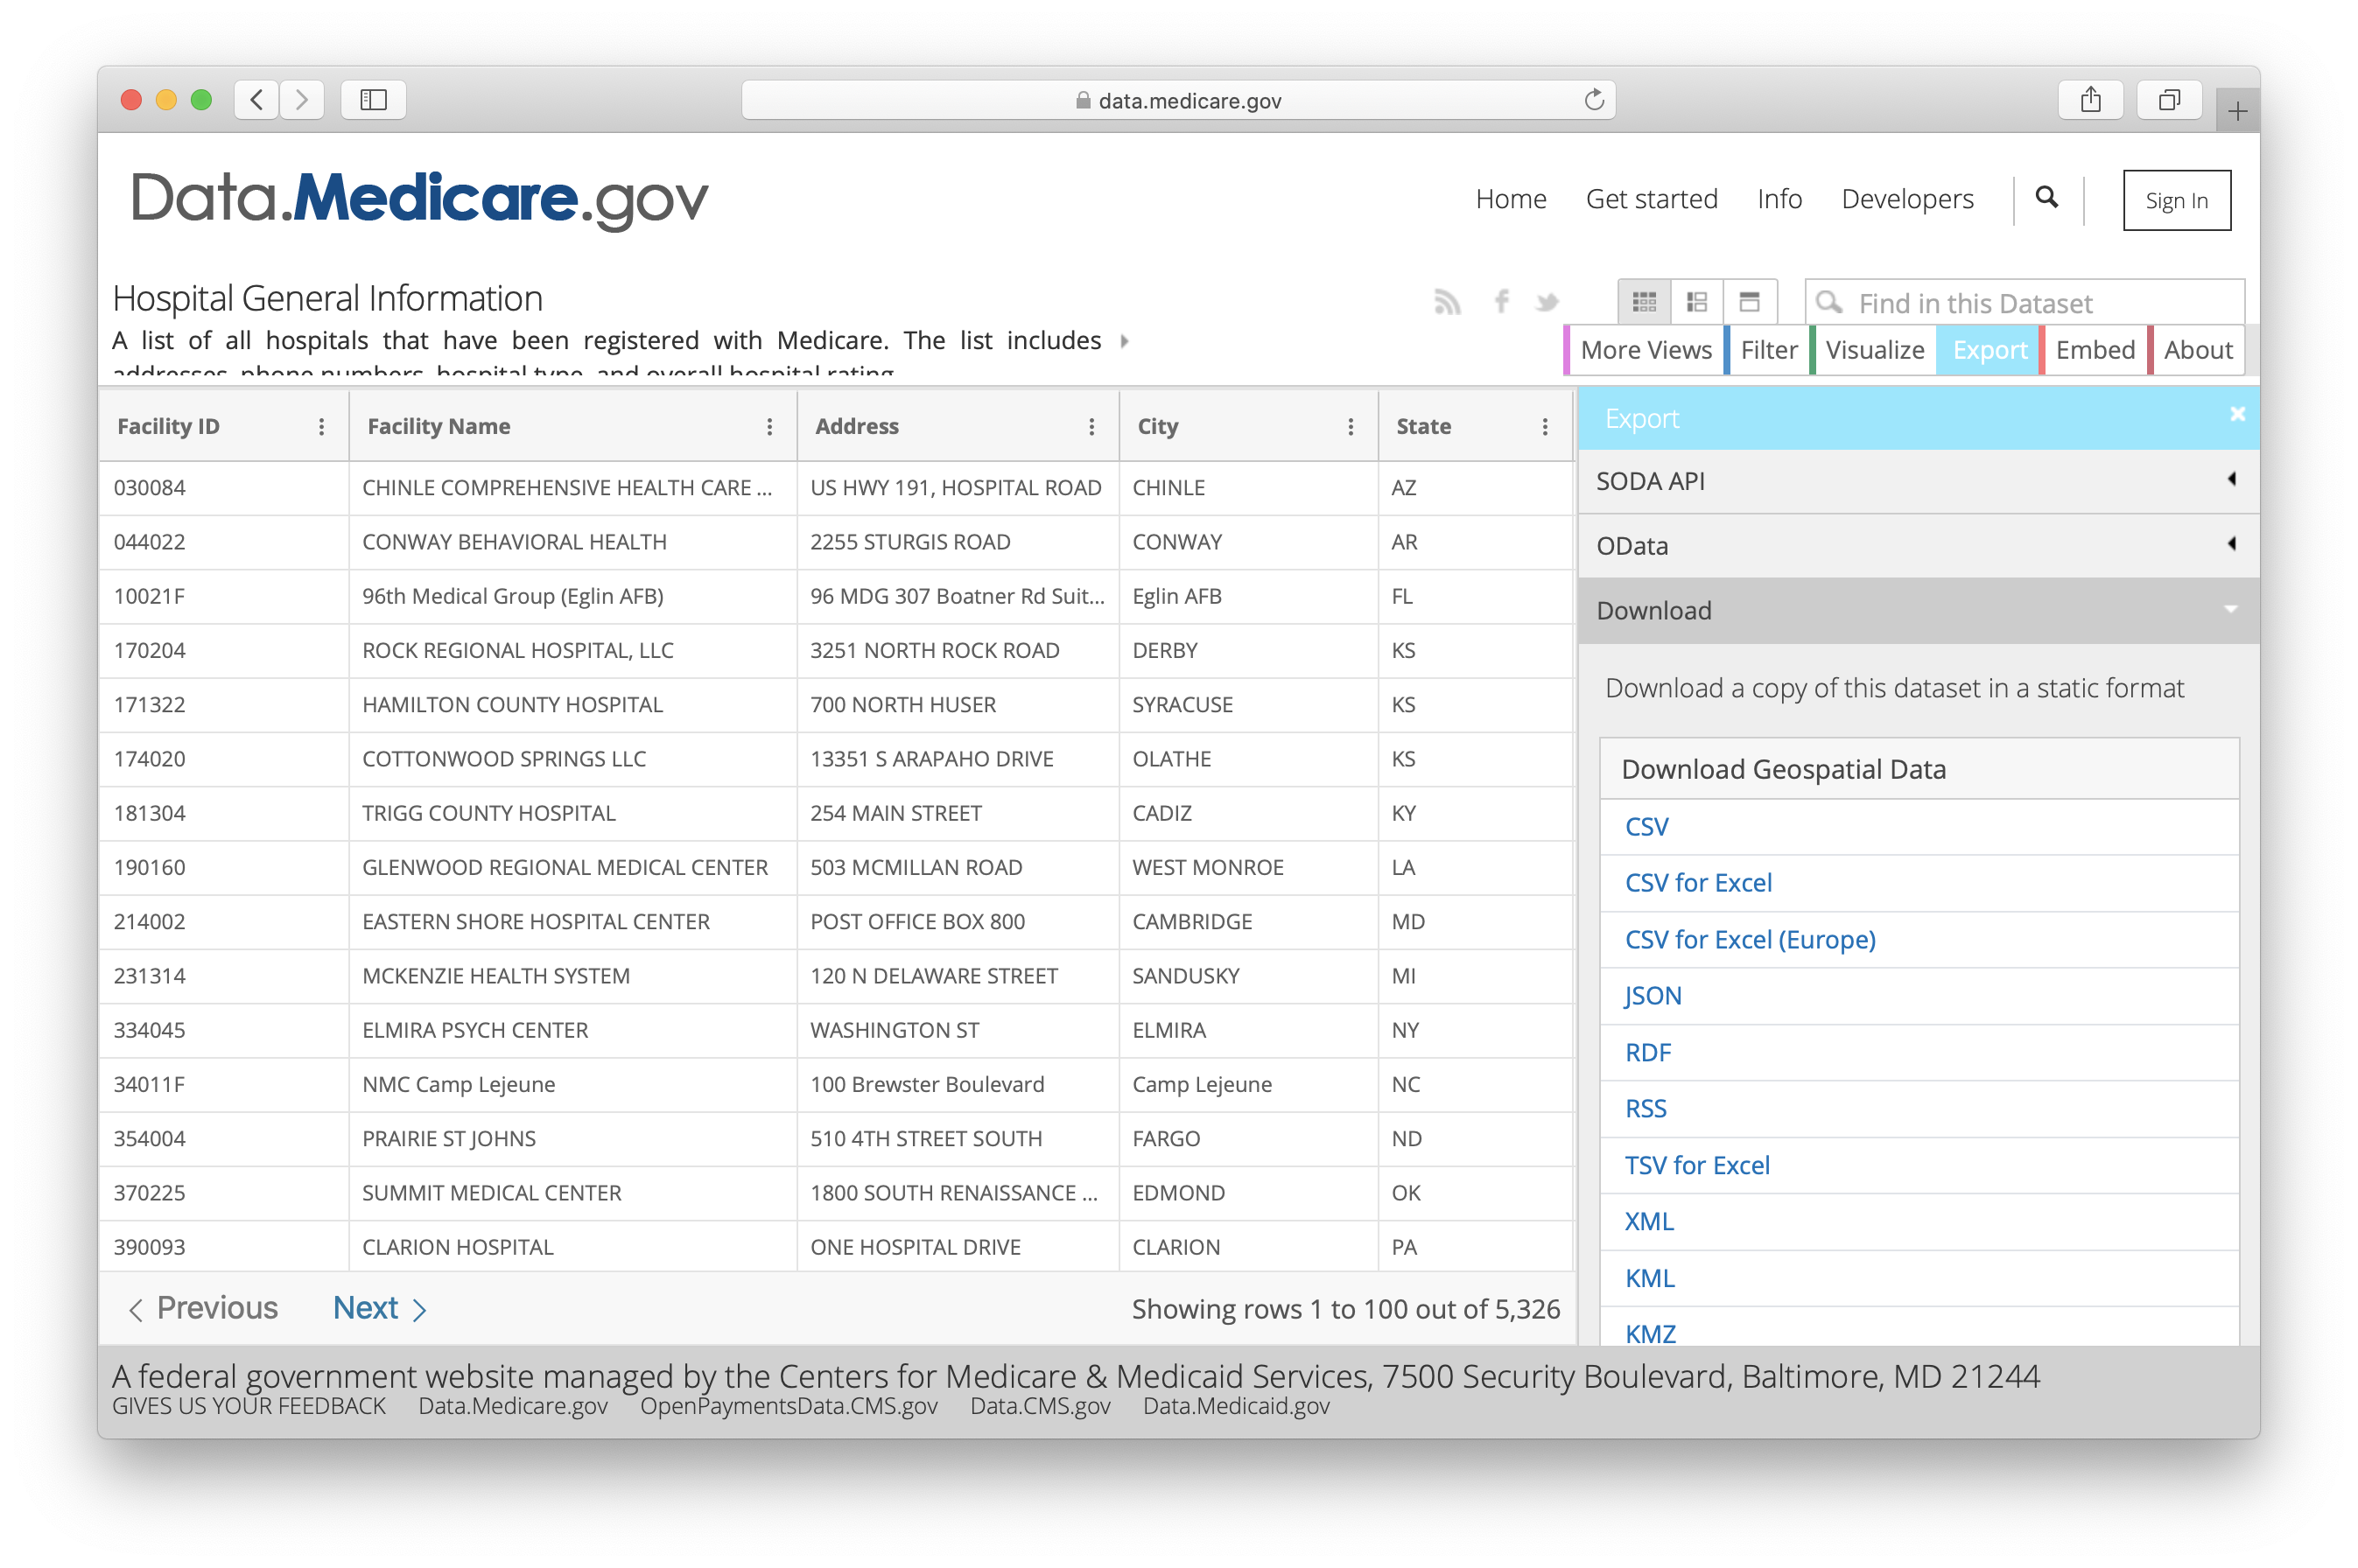 data.medicare.gov
Data.Medicare.gov
Home Get started Info Developers Sign In
Hospital General Information
Find in this Dataset
A list of all hospitals that have been registered with Medicare. The list includes
addresses, phone numbers, hospital type, and overall hospital rating.
More Views Filter Visualize Export Embed About
Facility ID Facility Name Address City State
030084 CHINLE COMPREHENSIVE HEALTH CARE ... US HWY 191, HOSPITAL ROAD CHINLE AZ
044022 CONWAY BEHAVIORAL HEALTH 2255 STURGIS ROAD CONWAY AR
10021F 96th Medical Group (Eglin AFB) 96 MDG 307 Boatner Rd Suit... Eglin AFB FL
170204 ROCK REGIONAL HOSPITAL, LLC 3251 NORTH ROCK ROAD DERBY KS
171322 HAMILTON COUNTY HOSPITAL 700 NORTH HUSER SYRACUSE KS
174020 COTTONWOOD SPRINGS LLC 13351 S ARAPAHO DRIVE OLATHE KS
181304 TRIGG COUNTY HOSPITAL 254 MAIN STREET CADIZ KY
190160 GLENWOOD REGIONAL MEDICAL CENTER 503 MCMILLAN ROAD WEST MONROE LA
214002 EASTERN SHORE HOSPITAL CENTER POST OFFICE BOX 800 CAMBRIDGE MD
231314 MCKENZIE HEALTH SYSTEM 120 N DELAWARE STREET SANDUSKY MI
334045 ELMIRA PSYCH CENTER WASHINGTON ST ELMIRA NY
34011F NMC Camp Lejeune 100 Brewster Boulevard Camp Lejeune NC
354004 PRAIRIE ST JOHNS 510 4TH STREET SOUTH FARGO ND
370225 SUMMIT MEDICAL CENTER 1800 SOUTH RENAISSANCE ... EDMOND OK
390093 CLARION HOSPITAL ONE HOSPITAL DRIVE CLARION PA
Previous Next Showing rows 1 to 100 out of 5,326
Export
SODA API
OData
Download
Download a copy of this dataset in a static format
Download Geospatial Data
CSV
CSV for Excel
CSV for Excel (Europe)
JSON
RDF
RSS
TSV for Excel
XML
KML
KMZ
A federal government website managed by the Centers for Medicare & Medicaid Services, 7500 Security Boulevard, Baltimore, MD 21244
GIVES US YOUR FEEDBACK Data.Medicare.gov OpenPaymentsData.CMS.gov Data.CMS.gov Data.Medicaid.gov